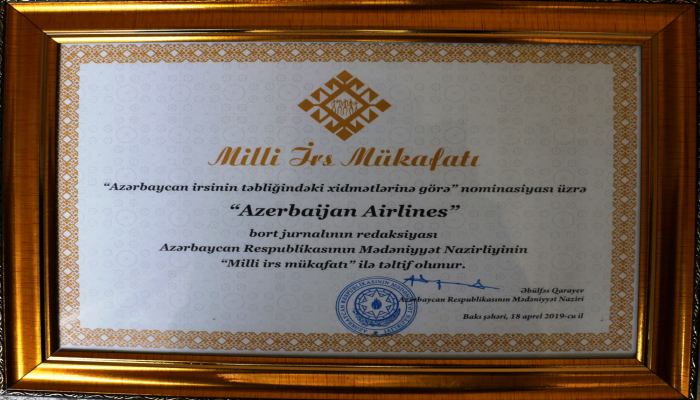 Milli İrs Mükafatı
“Azərbaycan irsinin təbliğindəki xidmətlərinə görə” nominasiyası üzrə
“Azerbaijan Airlines”
bort jurnalının redaksiyası
Azərbaycan Respublikasının Mədəniyyət Nazirliyinin
“Milli irs mükafatı” ilə təltif olunur.
Əbülfəs Qarayev
Azərbaycan Respublikasının Mədəniyyət Naziri
Bakı şəhəri, 18 aprel 2019-cu il